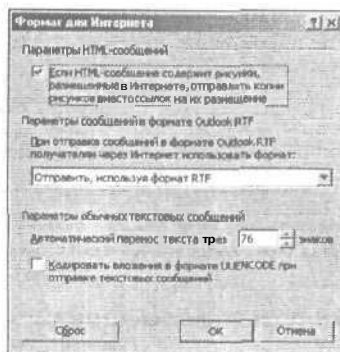 Формат для Интернета
Параметры HTML-сообщений
Если HTML-сообщение содержит рисунки,
размещенные в Интернете, отправлять копии
рисунков вместо ссылок на их размещение
Параметры сообщений в формате Outlook RTF
При отправке сообщений в формате Outlook RTF
получателям через Интернет использовать формат:
Отправить, используя формат RTF
Параметры обычных текстовых сообщений
Автоматический перенос текста трез 76 знаков
Кодировать вложения в формате UUENCODE при
отправке текстовых сообщений
Сброс ОК Отмена